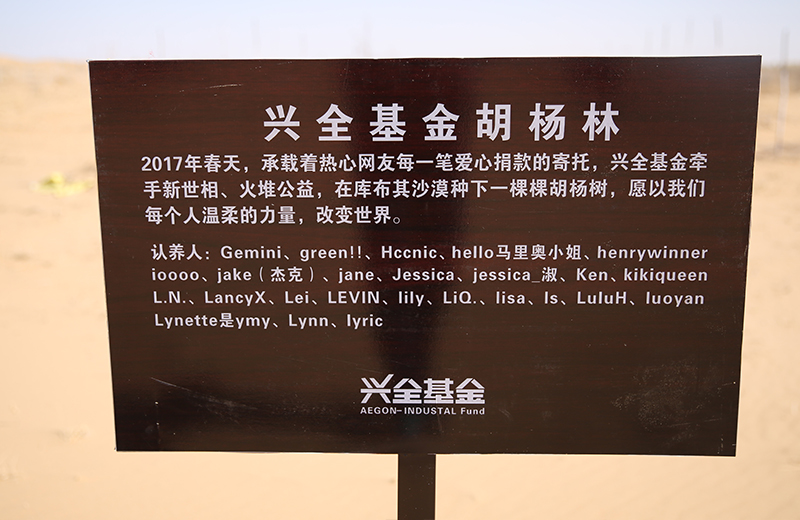 兴全基金胡杨林
2017年春天，承载着热心网友每一笔爱心捐款的寄托，兴全基金牵
手新世相、火堆公益，在库布其沙漠种下一棵棵胡杨树，愿以我们
每个人温柔的力量，改变世界。
认养人：Gemini、green!!、Hccnic、hello马里奥小姐、henrywinner
ioooo、jake（杰克）、jane、Jessica、jessica_淑、Ken、kikiqueen
L.N.、LancyX、Lei、LEVIN、lily、LiQ.、lisa、ls、LuluH、luoyan
Lynette是ymy、Lynn、lyric
兴全基金
AEGON-INDUSTAL Fund